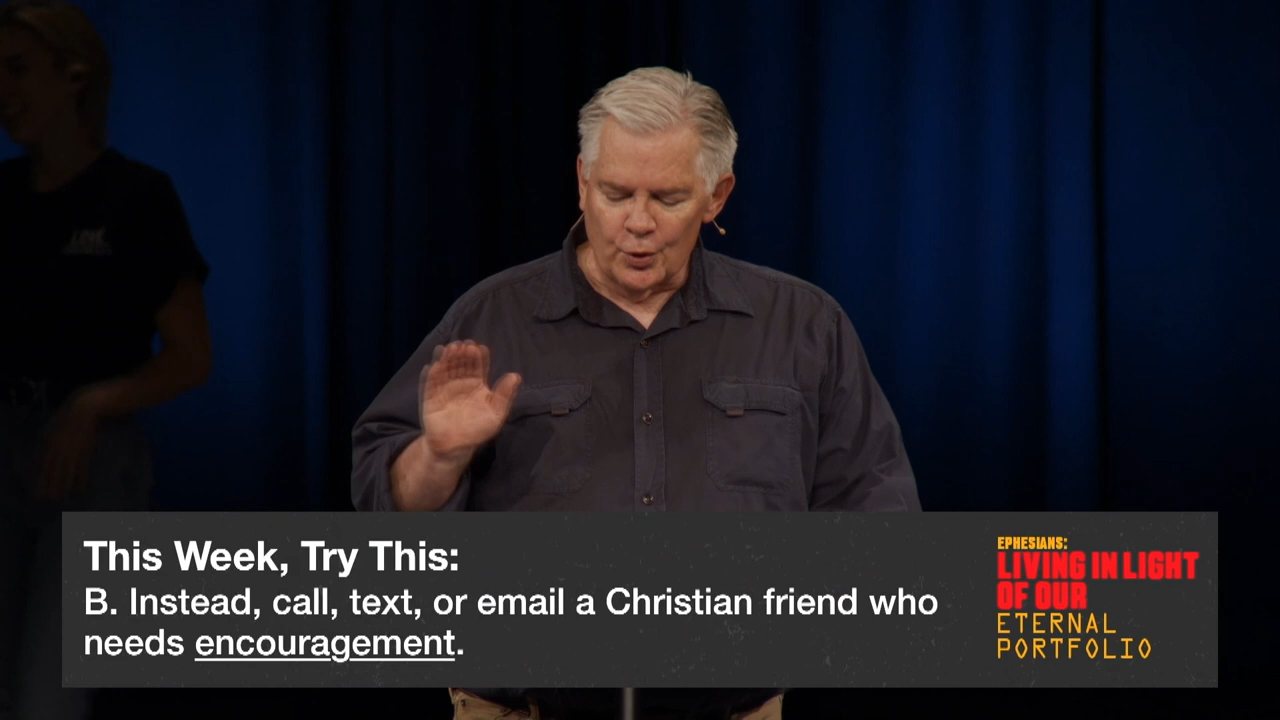 This Week, Try This:
B. Instead, call, text, or email a Christian friend who
needs encouragement.
EPHESIANS:
LIVING IN LIGHT
OF OUR
ETERNAL
PORTFOLIO